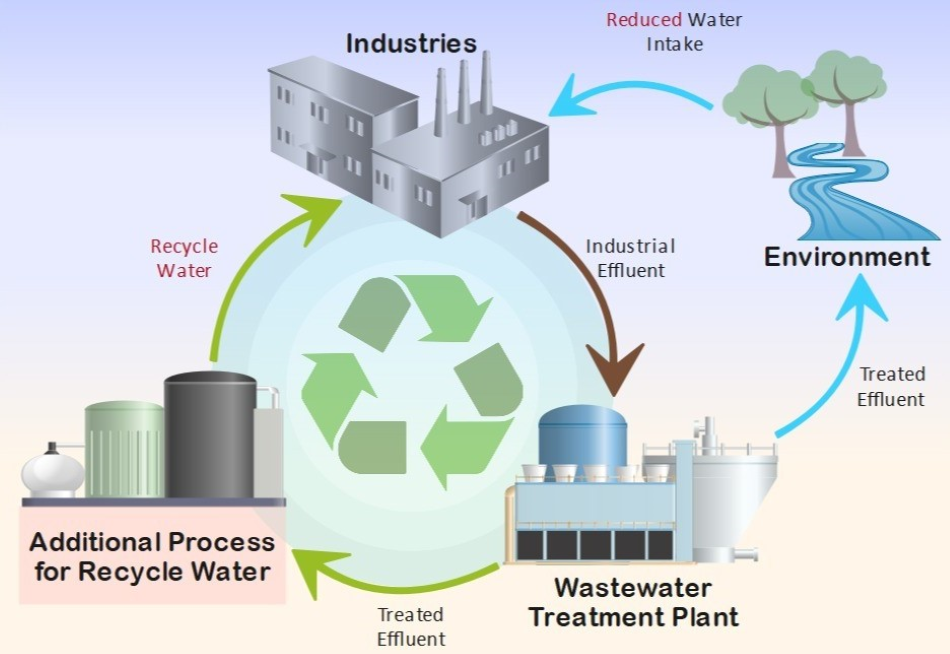 Reduced Water
Intake
Industries
Recycle
Water
Industrial
Effluent
Environment
Treated
Effluent
Additional Process
for Recycle Water
Wastewater
Treatment Plant
Treated
Effluent